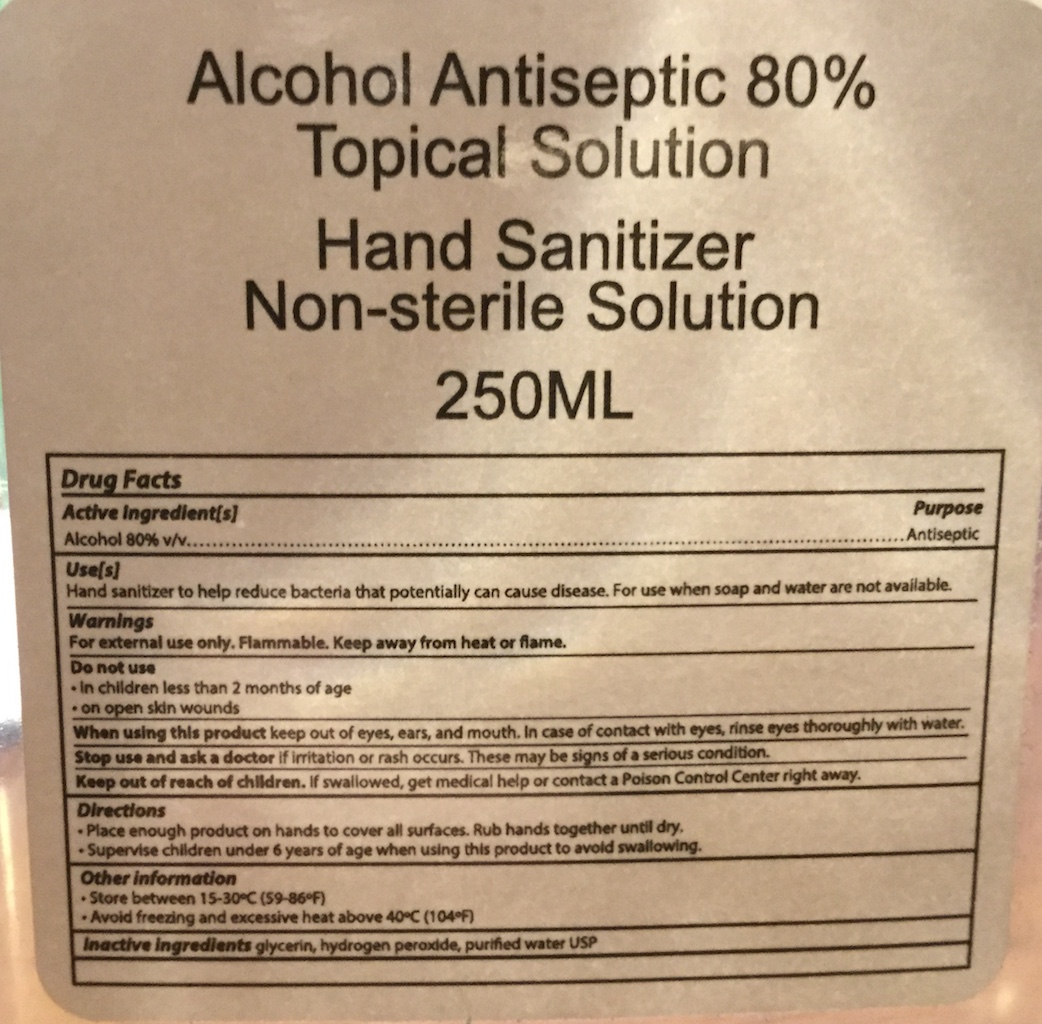 Alcohol Antiseptic 80%
Topical Solution
Hand Sanitizer
Non-sterile Solution
250ML
Drug Facts
Active Ingredient[s] Purpose
Alcohol 80% v/v........................................................................................................Antiseptic
Use[s]
Hand sanitizer to help reduce bacteria that potentially can cause disease. For use when soap and water are not available.
Warnings
For external use only. Flammable. Keep away from heat or flame.
Do not use
• In children less than 2 months of age
• on open skin wounds
When using this product keep out of eyes, ears, and mouth. In case of contact with eyes, rinse eyes thoroughly with water.
Stop use and ask a doctor if irritation or rash occurs. These may be signs of a serious condition.
Keep out of reach of children. If swallowed, get medical help or contact a Poison Control Center right away.
Directions
• Place enough product on hands to cover all surfaces. Rub hands together until dry.
• Supervise children under 6 years of age when using this product to avoid swallowing.
Other information
• Store between 15-30ºC (59-86ºF)
• Avoid freezing and excessive heat above 40ºC (104ºF)
Inactive ingredients glycerin, hydrogen peroxide, purified water USP